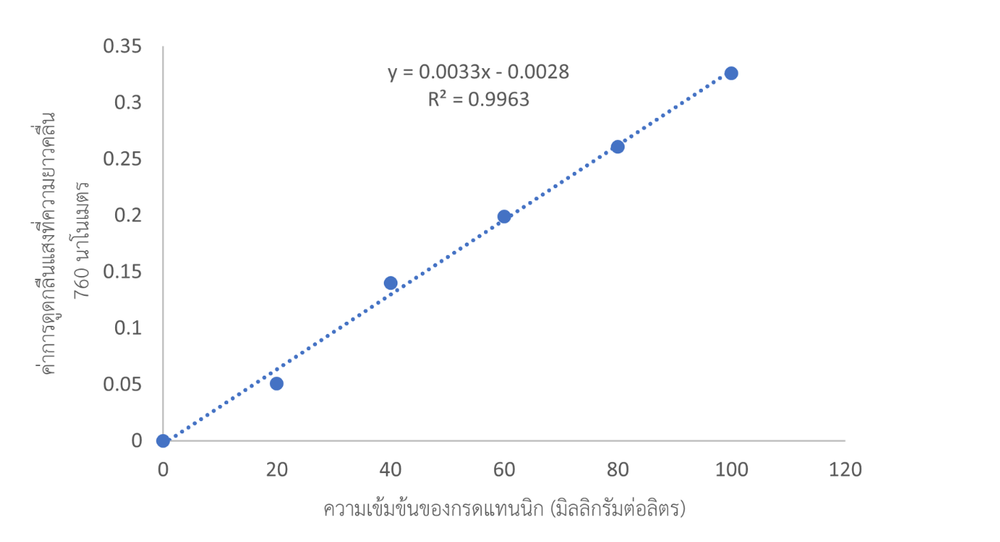 0.35
0.3
0.25
0.2
0.15
0.1
0.05
0
y = 0.0033x - 0.0028
R² = 0.9963
ค่าการดูดกลืนแสงที่ความยาวคลื่น
760 นาโนเมตร
0 20 40 60 80 100 120
ความเข้มข้นของกรดแทนนิก (มิลลิกรัมต่อลิตร)